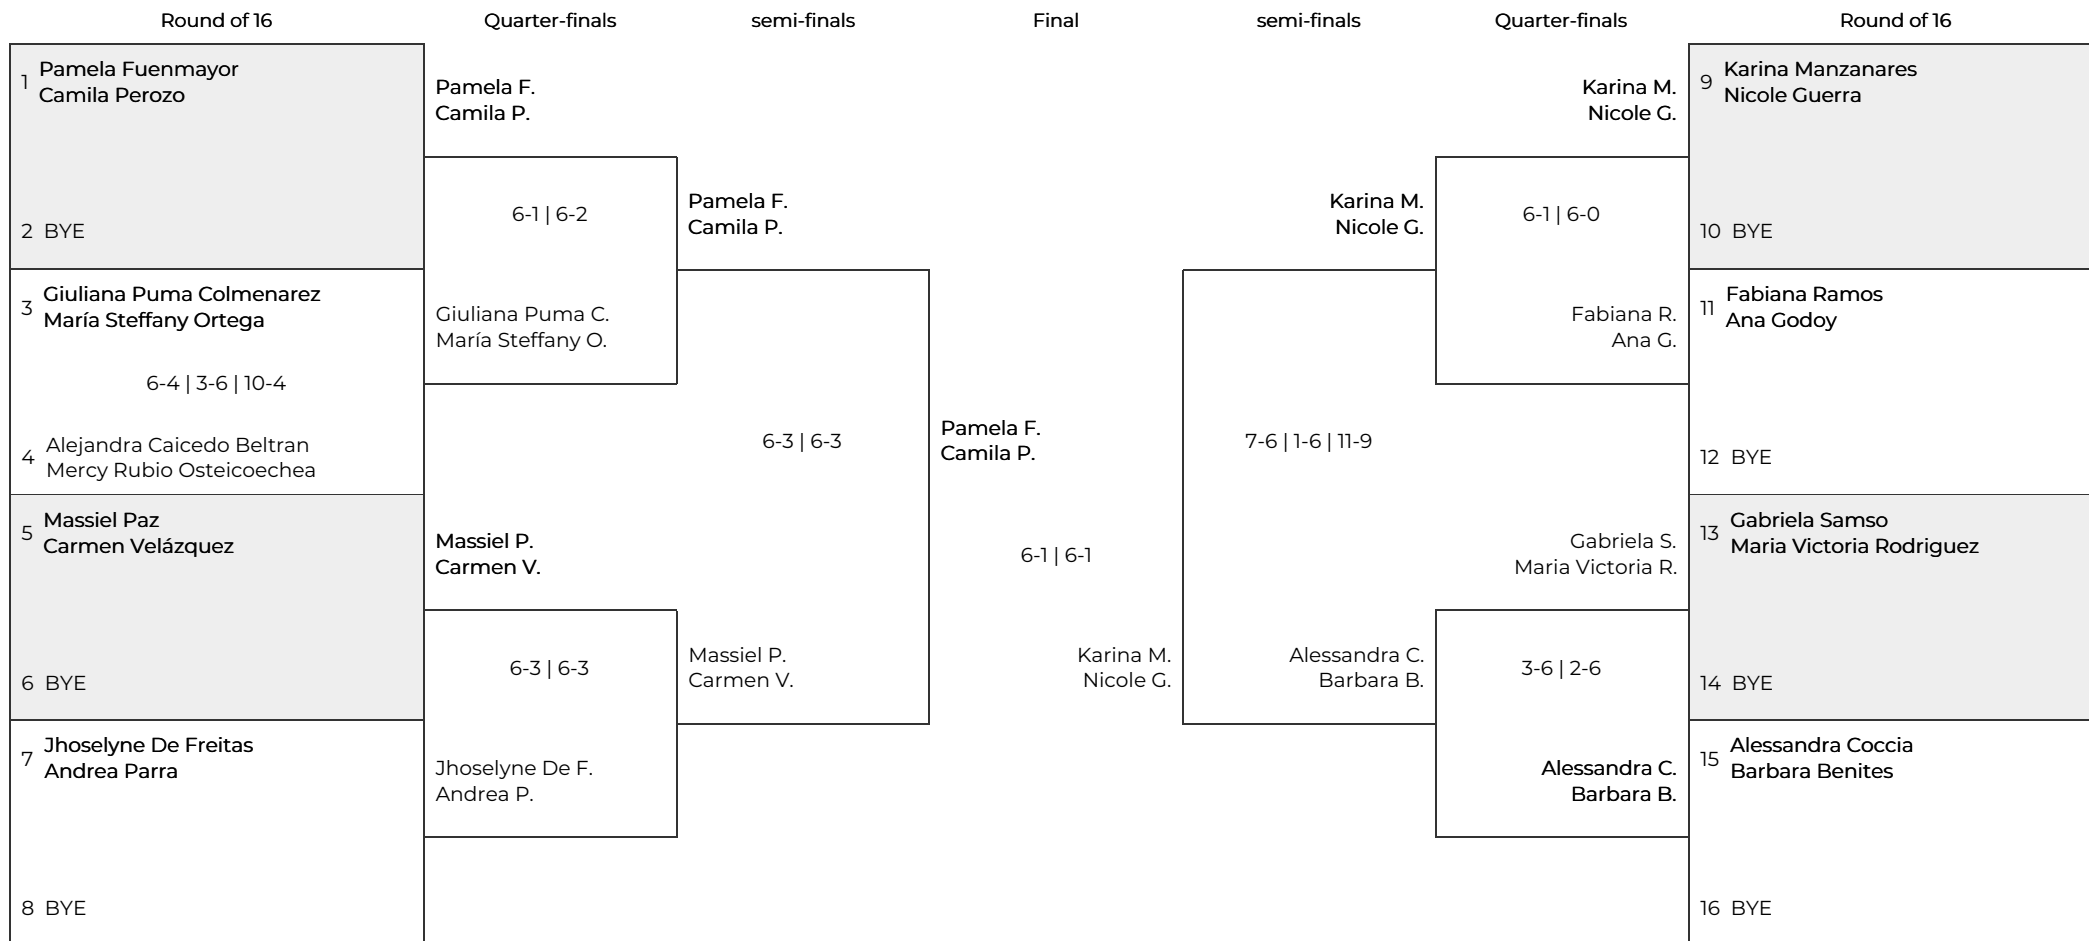 Round of 16
Quarter-finals
semi-finals
Final
semi-finals
Quarter-finals
Round of 16
1
Pamela Fuenmayor
Camila Perozo
2 BYE
3
Giuliana Puma Colmenarez
María Steffany Ortega
6-4 | 3-6 | 10-4
4
Alejandra Caicedo Beltran
Mercy Rubio Osteicoechea
5
Massiel Paz
Carmen Velázquez
6 BYE
7
Jhoselyne De Freitas
Andrea Parra
8 BYE
Pamela F.
Camila P.
6-1 | 6-2
Giuliana Puma C.
María Steffany O.
Massiel P.
Carmen V.
6-3 | 6-3
Jhoselyne De F.
Andrea P.
Pamela F.
Camila P.
6-3 | 6-3
Massiel P.
Carmen V.
Pamela F.
Camila P.
6-1 | 6-1
Karina M.
Nicole G.
Karina M.
Nicole G.
7-6 | 1-6 | 11-9
Alessandra C.
Barbara B.
Karina M.
Nicole G.
6-1 | 6-0
Fabiana R.
Ana G.
Gabriela S.
Maria Victoria R.
3-6 | 2-6
Alessandra C.
Barbara B.
9
Karina Manzanares
Nicole Guerra
10 BYE
11
Fabiana Ramos
Ana Godoy
12 BYE
13
Gabriela Samso
Maria Victoria Rodriguez
14 BYE
15
Alessandra Coccia
Barbara Benites
16 BYE